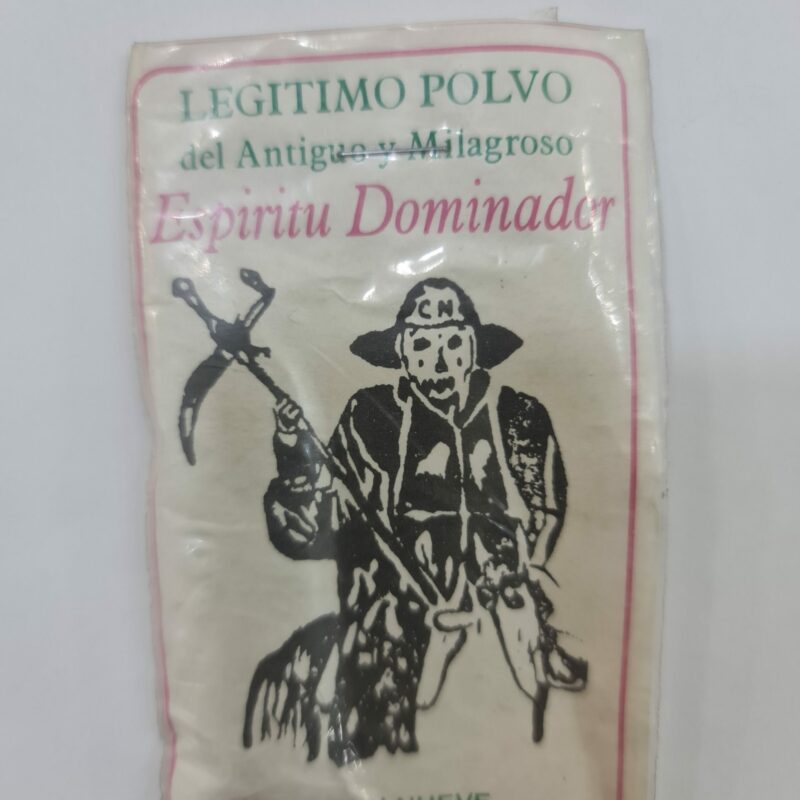 LEGITIMO POLVO
del Antiguo y Milagroso
Espiritu Dominador
CN